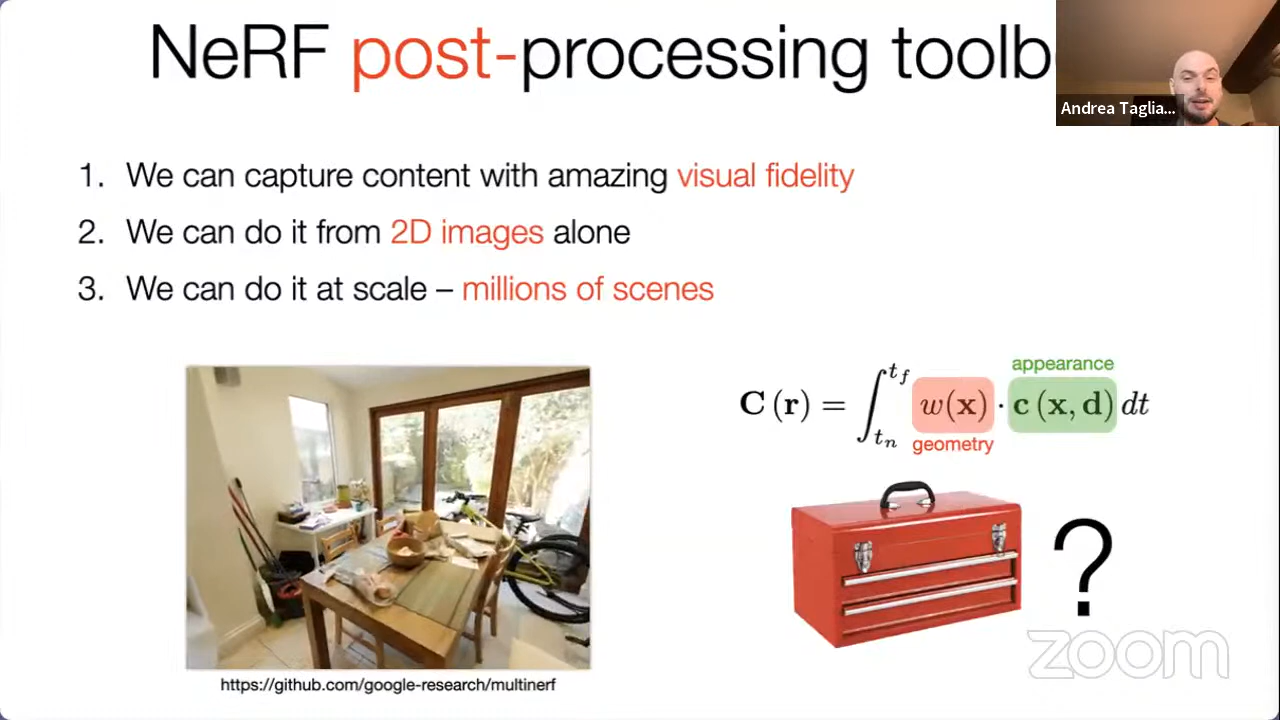 NeRF post-processing toolb
Andrea Taglia...
1. We can capture content with amazing visual fidelity
2. We can do it from 2D images alone
3. We can do it at scale – millions of scenes
appearance
C (r) = ∫_{t_n}^{t_f} w(x) · c (x, d) dt
geometry
?
zoom
https://github.com/google-research/multinerf